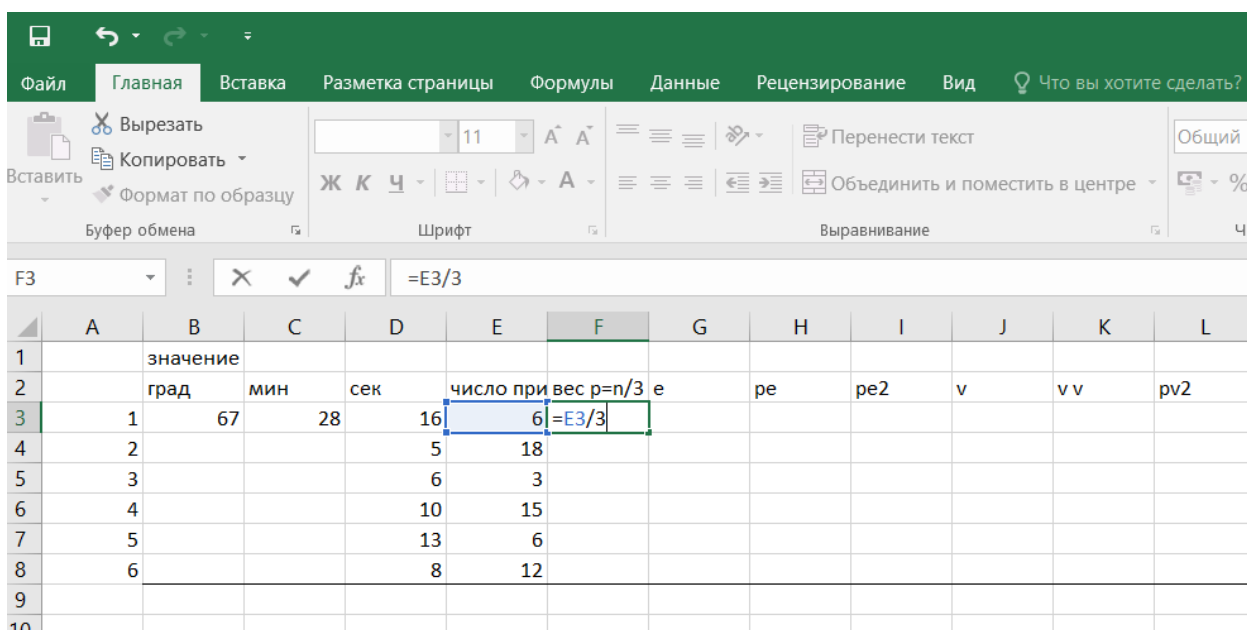 Файл Главная Вставка Разметка страницы Формулы Данные Рецензирование Вид Что вы хотите сделать?
Вырезать
Копировать
Вставить
Формат по образцу
Буфер обмена
11
Ж К Ч
Шрифт
Перенести текст
Объединить и поместить в центре
Выравнивание
Общий
%
Ч
F3 fx =E3/3
A B C D E F G H I J K L
1 значение
2 град мин сек число при вес p=n/3 e pe pe2 v v v pv2
3 1 67 28 16 6 =E3/3
4 2 5 18
5 3 6 3
6 4 10 15
7 5 13 6
8 6 8 12
9
10